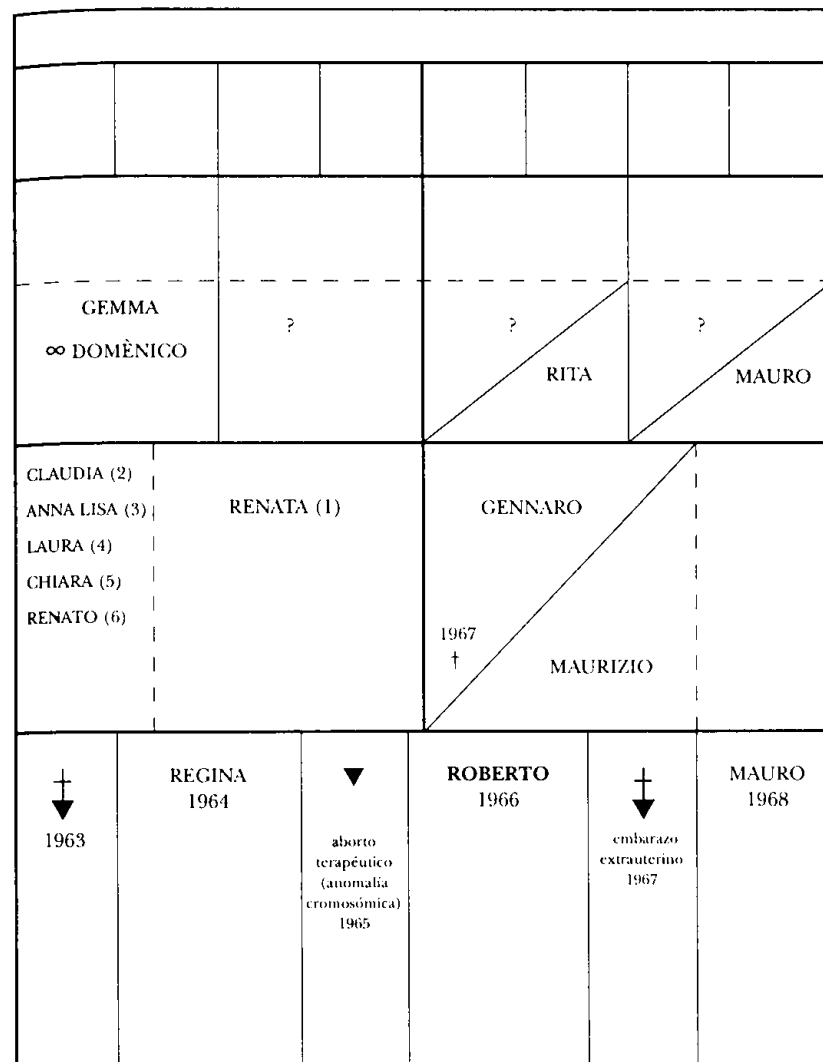 GEMMA
∞ DOMÈNICO
?
?
RITA
?
MAURO
CLAUDIA (2)
ANNA LISA (3)
LAURA (4)
CHIARA (5)
RENATO (6)
RENATA (1)
GENNARO
1967
†
MAURIZIO
1963
REGINA
1964
aborto
terapéutico
(anomalía
cromosómica)
1965
ROBERTO
1966
embarazo
extrauterino
1967
MAURO
1968